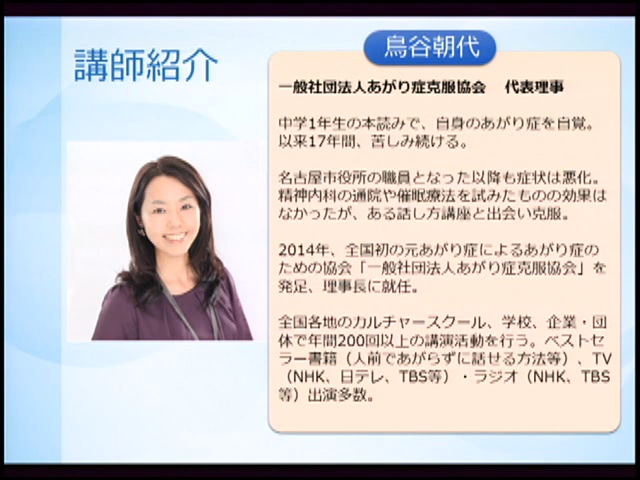 講師紹介
鳥谷朝代
一般社団法人あがり症克服協会　代表理事
中学1年生の本読みで、自身のあがり症を自覚。
以来17年間、苦しみ続ける。
名古屋市役所の職員となった以降も症状は悪化。
精神内科の通院や催眠療法を試みたものの効果は
なかったが、ある話し方講座と出会い克服。
2014年、全国初の元あがり症によるあがり症の
ための協会「一般社団法人あがり症克服協会」を
発足、理事長に就任。
全国各地のカルチャースクール、学校、企業・団
体で年間200回以上の講演活動を行う。ベストセ
ラー書籍（人前であがらずに話せる方法等）、TV
（NHK、日テレ、TBS等）・ラジオ（NHK、TBS
等）出演多数。